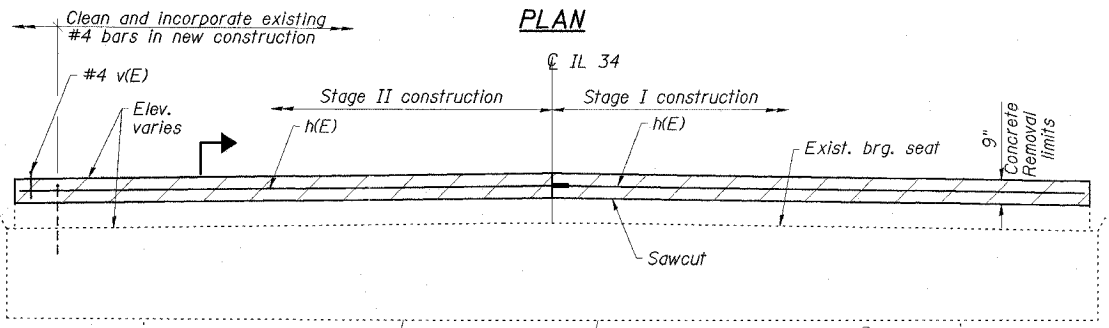 PLAN
Clean and incorporate existing
#4 bars in new construction
℄ IL 34
#4 v(E)
Stage II construction
Stage I construction
Elev.
varies
h(E)
h(E)
Exist. brg. seat
9"
Concrete
Removal
limits
Sawcut